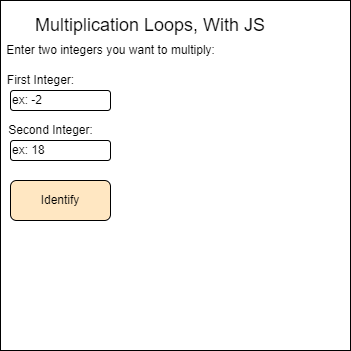 Multiplication Loops, With JS
Enter two integers you want to multiply:
First Integer:
ex: -2
Second Integer:
ex: 18
Identify